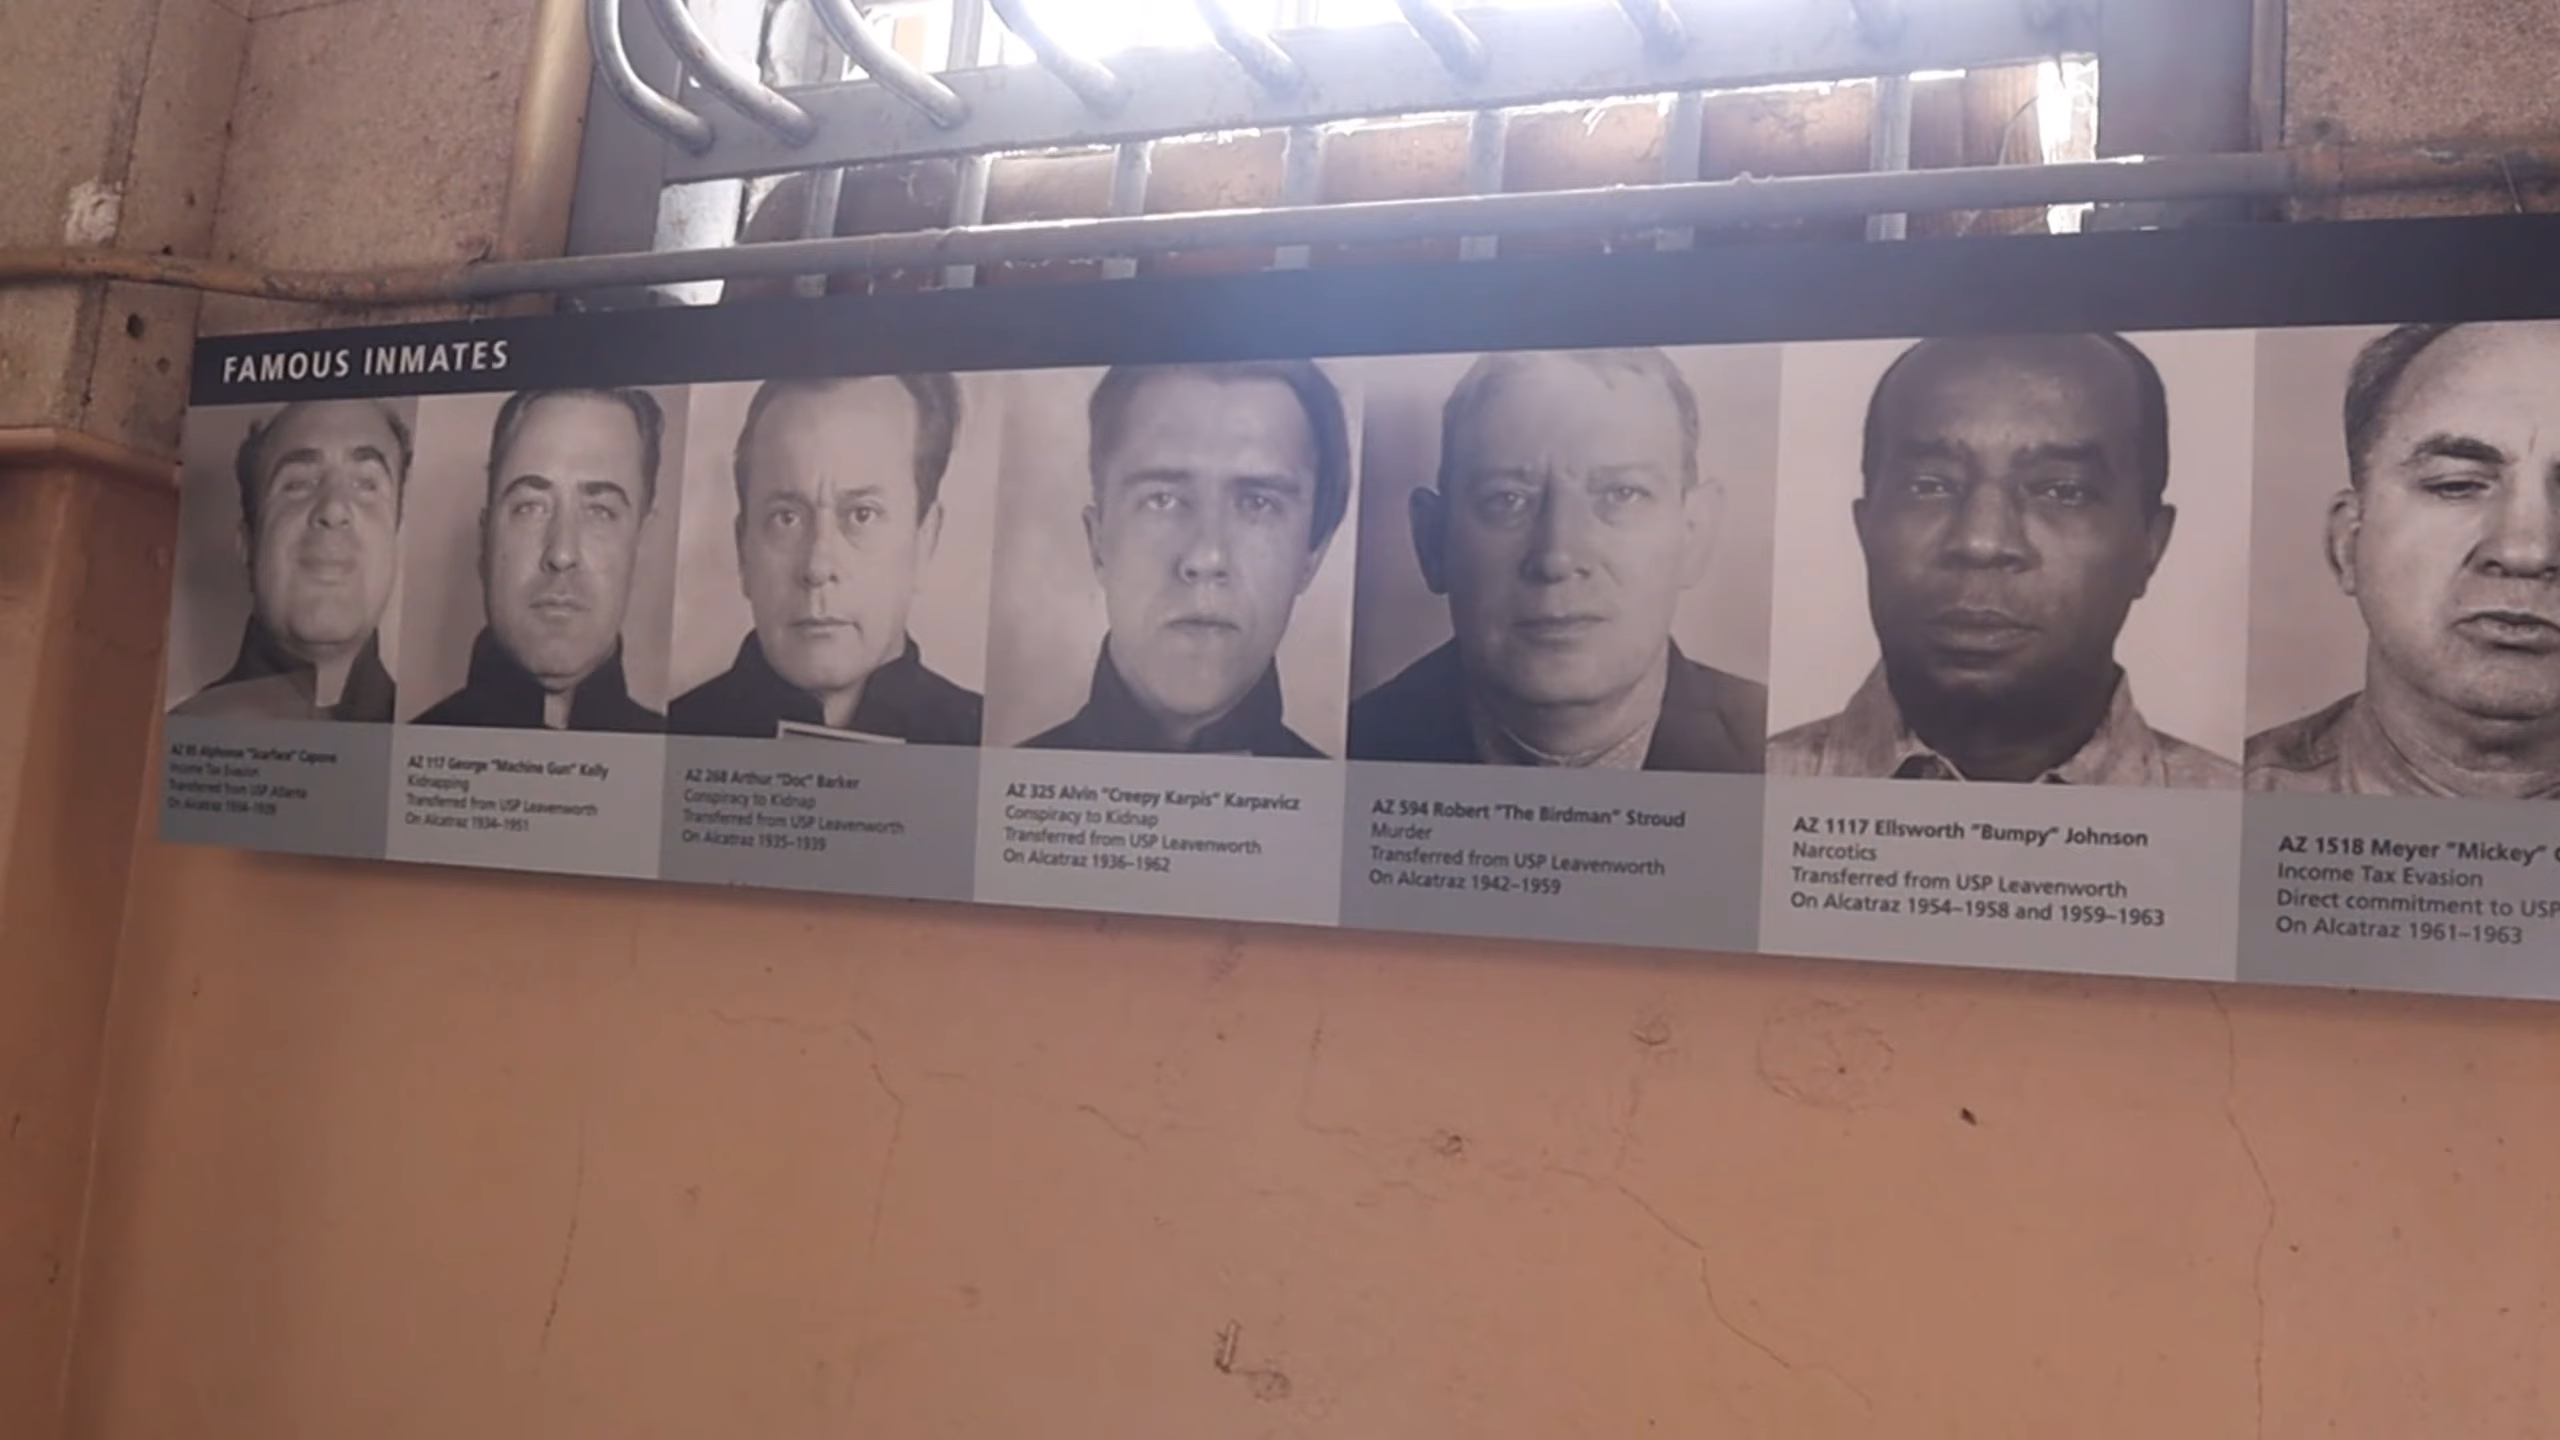 FAMOUS INMATES
AZ 85 Alphonse "Scarface" Capone
Income Tax Evasion
Transferred from USP Atlanta
On Alcatraz 1934–1939
AZ 117 George "Machine Gun" Kelly
Kidnapping
Transferred from USP Leavenworth
On Alcatraz 1934–1951
AZ 268 Arthur "Doc" Barker
Conspiracy to Kidnap
Transferred from USP Leavenworth
On Alcatraz 1935–1939
AZ 325 Alvin "Creepy Karpis" Karpavicz
Conspiracy to Kidnap
Transferred from USP Leavenworth
On Alcatraz 1936–1962
AZ 594 Robert "The Birdman" Stroud
Murder
Transferred from USP Leavenworth
On Alcatraz 1942–1959
AZ 1117 Ellsworth "Bumpy" Johnson
Narcotics
Transferred from USP Leavenworth
On Alcatraz 1954–1958 and 1959–1963
AZ 1518 Meyer "Mickey"
Income Tax Evasion
Direct commitment to USP
On Alcatraz 1961–1963